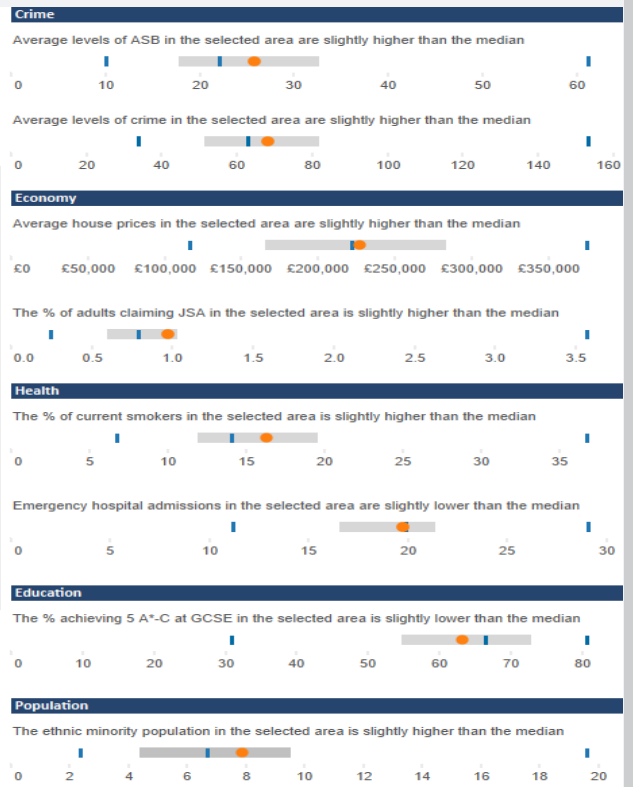 Crime
Average levels of ASB in the selected area are slightly higher than the median
0 10 20 30 40 50 60
Average levels of crime in the selected area are slightly higher than the median
0 20 40 60 80 100 120 140 160
Economy
Average house prices in the selected area are slightly higher than the median
£0 £50,000 £100,000 £150,000 £200,000 £250,000 £300,000 £350,000
The % of adults claiming JSA in the selected area is slightly higher than the median
0.0 0.5 1.0 1.5 2.0 2.5 3.0 3.5
Health
The % of current smokers in the selected area is slightly higher than the median
0 5 10 15 20 25 30 35
Emergency hospital admissions in the selected area are slightly lower than the median
0 5 10 15 20 25 30
Education
The % achieving 5 A*-C at GCSE in the selected area is slightly lower than the median
0 10 20 30 40 50 60 70 80
Population
The ethnic minority population in the selected area is slightly higher than the median
0 2 4 6 8 10 12 14 16 18 20